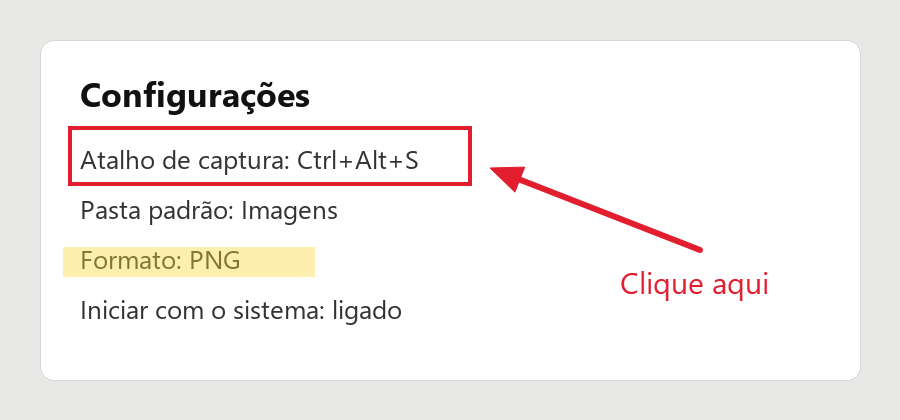 Configurações
Atalho de captura: Ctrl+Alt+S
Pasta padrão: Imagens
Formato: PNG
Clique aqui
Iniciar com o sistema: ligado